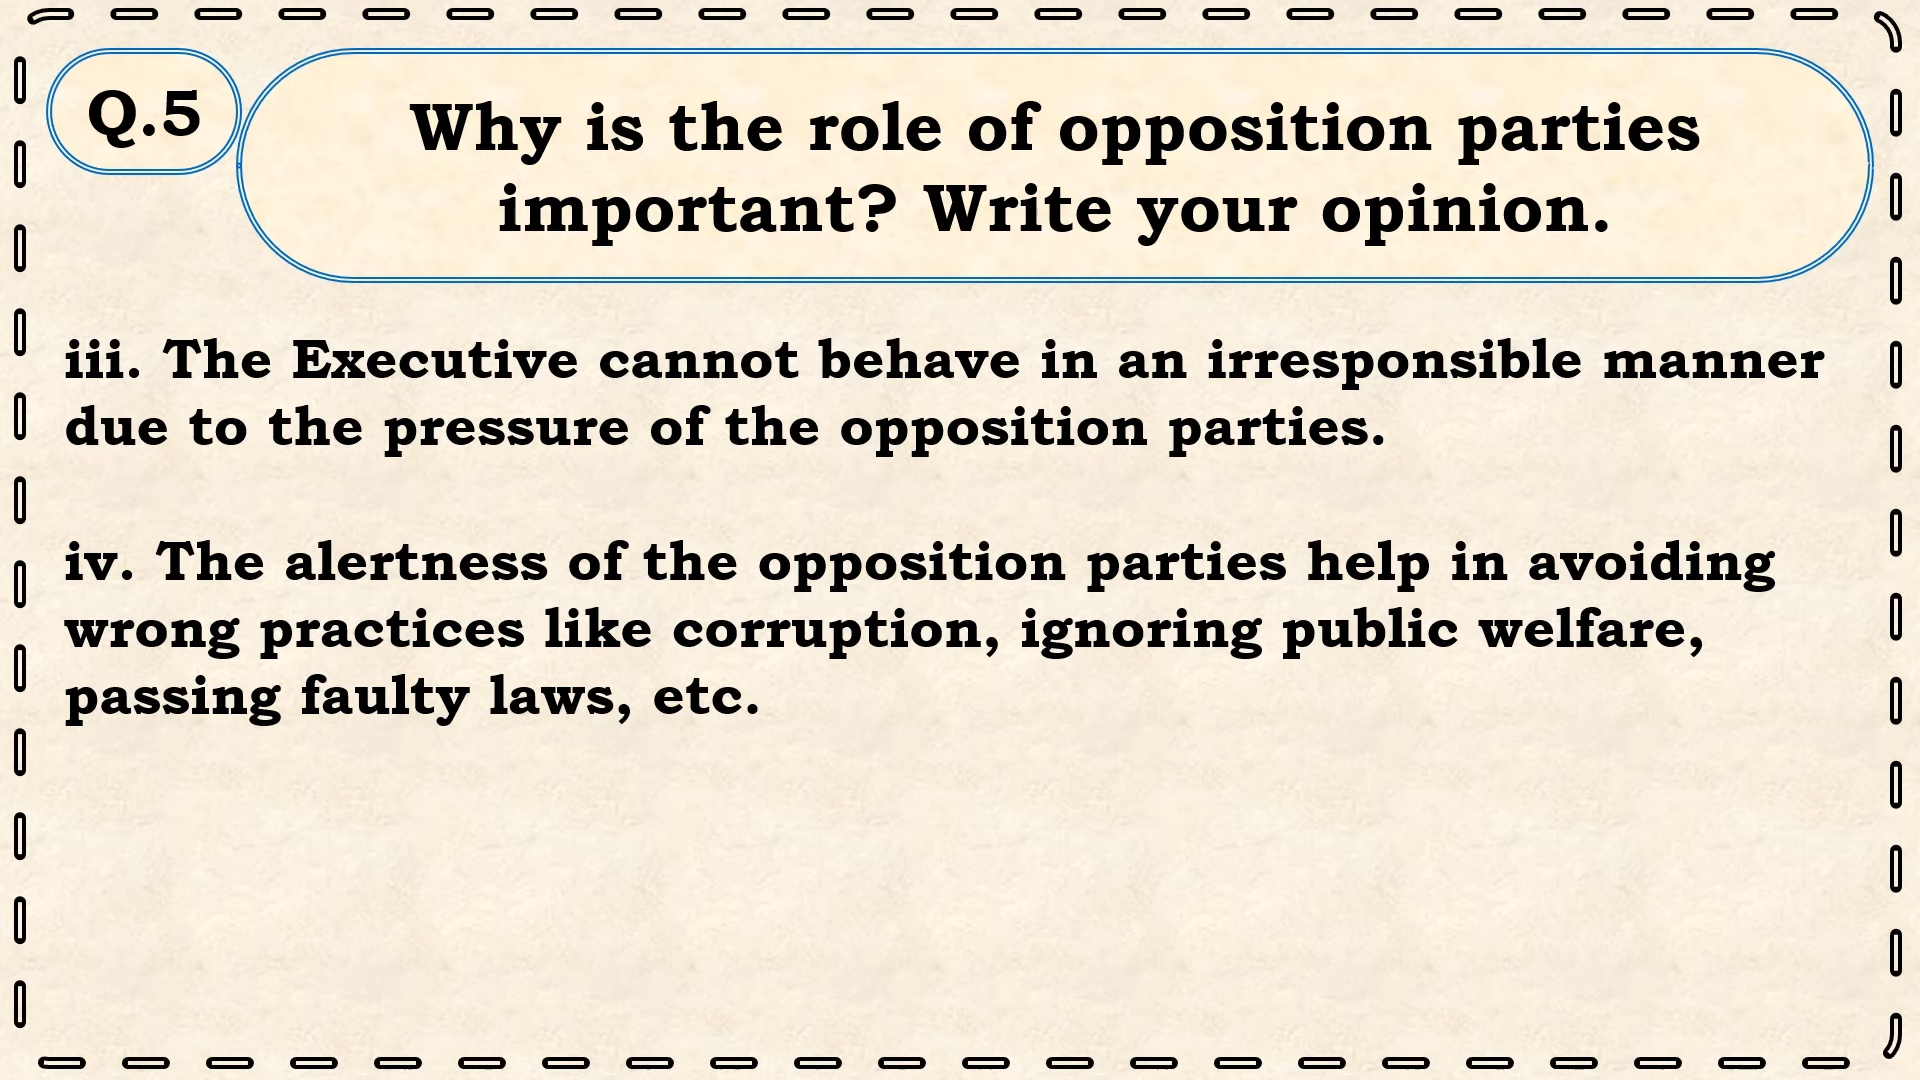 Q.5
Why is the role of opposition parties
important? Write your opinion.
iii. The Executive cannot behave in an irresponsible manner
due to the pressure of the opposition parties.
iv. The alertness of the opposition parties help in avoiding
wrong practices like corruption, ignoring public welfare,
passing faulty laws, etc.